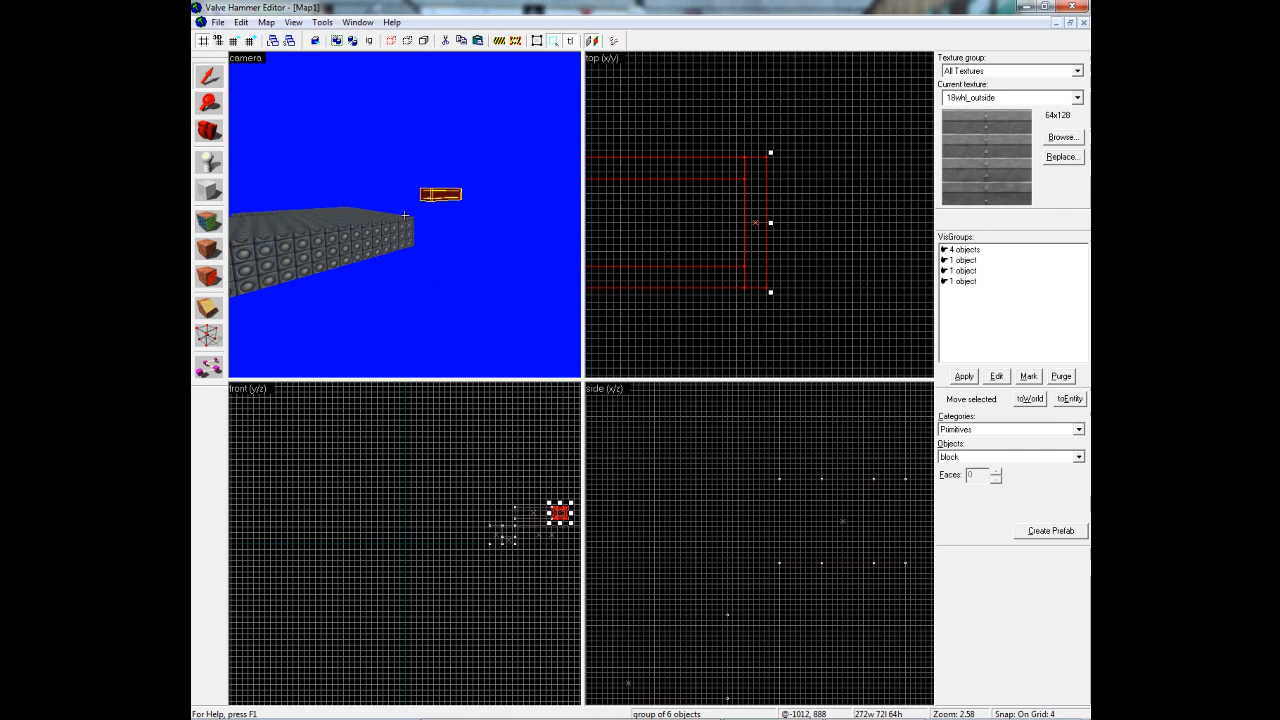 Valve Hammer Editor - [Map1]
File Edit Map View Tools Window Help
camera
top (x/y)
front (y/z)
side (x/z)
Texture group:
All Textures
Current texture:
18whl_outside
64x128
Browse...
Replace...
VisGroups:
4 objects
1 object
1 object
1 object
Apply Edit Mark Purge
Move selected: toWorld toEntity
Categories:
Primitives
Objects:
block
Faces: 0
Create Prefab
For Help, press F1 group of 6 objects @-1012, 888 272w 72l 64h Zoom: 2.58 Snap: On Grid: 4